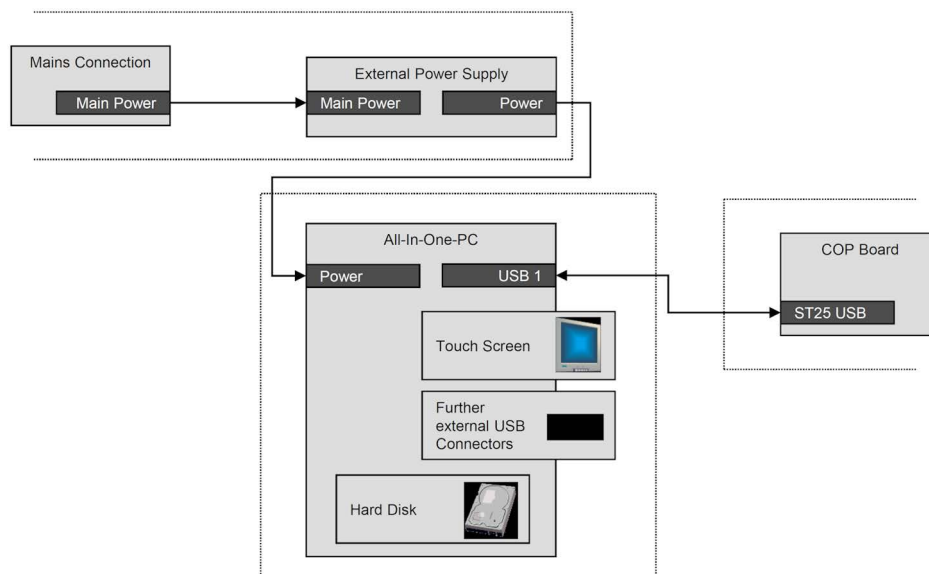 Mains Connection
Main Power
External Power Supply
Main Power
Power
All-In-One-PC
Power
USB 1
COP Board
ST25 USB
Touch Screen
Further
external USB
Connectors
Hard Disk